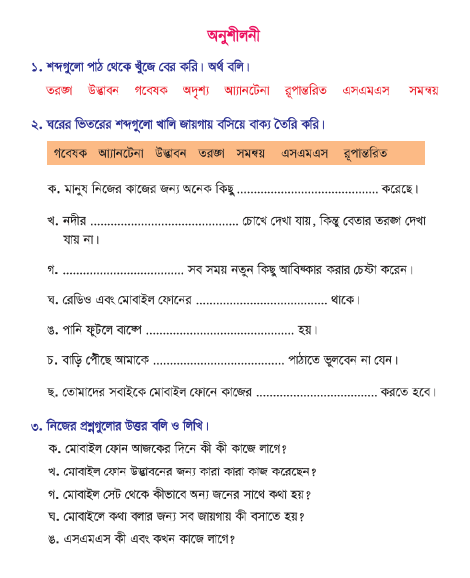 অনুশীলনী
১. শব্দগুলো পাঠ থেকে খুঁজে বের করি। অর্থ বলি।
তরঙ্গ উদ্ভাবন গবেষক অদৃশ্য অ্যানটেনা রূপান্তরিত এসএমএস সমন্বয়
২. ঘরের ভিতরের শব্দগুলো খালি জায়গায় বসিয়ে বাক্য তৈরি করি।
গবেষক অ্যানটেনা উদ্ভাবন তরঙ্গ সমন্বয় এসএমএস রূপান্তরিত
ক. মানুষ নিজের কাজের জন্য অনেক কিছু ......................................... করেছে।
খ. নদীর ........................................... চোখে দেখা যায়, কিন্তু বেতার তরঙ্গ দেখা
যায় না।
গ. .................................... সব সময় নতুন কিছু আবিষ্কার করার চেষ্টা করেন।
ঘ. রেডিও এবং মোবাইল ফোনের ....................................... থাকে।
ঙ. পানি ফুটলে বাষ্পে ............................................ হয়।
চ. বাড়ি পৌঁছে আমাকে ....................................... পাঠাতে ভুলবেন না যেন।
ছ. তোমাদের সবাইকে মোবাইল ফোনে কাজের .................................... করতে হবে।
৩. নিজের প্রশ্নগুলোর উত্তর বলি ও লিখি।
ক. মোবাইল ফোন আজকের দিনে কী কী কাজে লাগে?
খ. মোবাইল ফোন উদ্ভাবনের জন্য কারা কারা কাজ করেছেন?
গ. মোবাইল সেট থেকে কীভাবে অন্য জনের সাথে কথা হয়?
ঘ. মোবাইলে কথা বলার জন্য সব জায়গায় কী বসাতে হয়?
ঙ. এসএমএস কী এবং কখন কাজে লাগে?